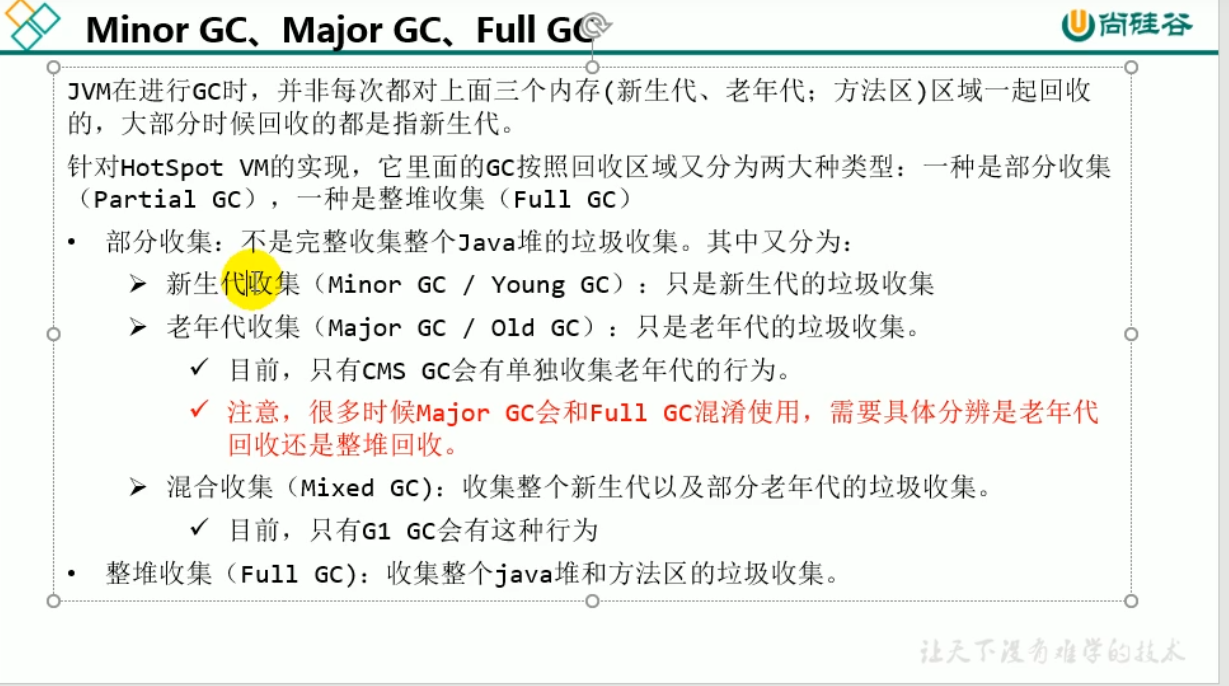 Minor GC、Major GC、Full GC
尚硅谷
JVM在进行GC时，并非每次都对上面三个内存(新生代、老年代；方法区)区域一起回收
的，大部分时候回收的都是指新生代。
针对HotSpot VM的实现，它里面的GC按照回收区域又分为两大种类型：一种是部分收集
（Partial GC），一种是整堆收集（Full GC）
• 部分收集：不是完整收集整个Java堆的垃圾收集。其中又分为：
➢ 新生代收集（Minor GC / Young GC）：只是新生代的垃圾收集
➢ 老年代收集（Major GC / Old GC）：只是老年代的垃圾收集。
✓ 目前，只有CMS GC会有单独收集老年代的行为。
✓ 注意，很多时候Major GC会和Full GC混淆使用，需要具体分辨是老年代
回收还是整堆回收。
➢ 混合收集（Mixed GC)：收集整个新生代以及部分老年代的垃圾收集。
✓ 目前，只有G1 GC会有这种行为
• 整堆收集（Full GC)：收集整个java堆和方法区的垃圾收集。
让天下没有难学的技术